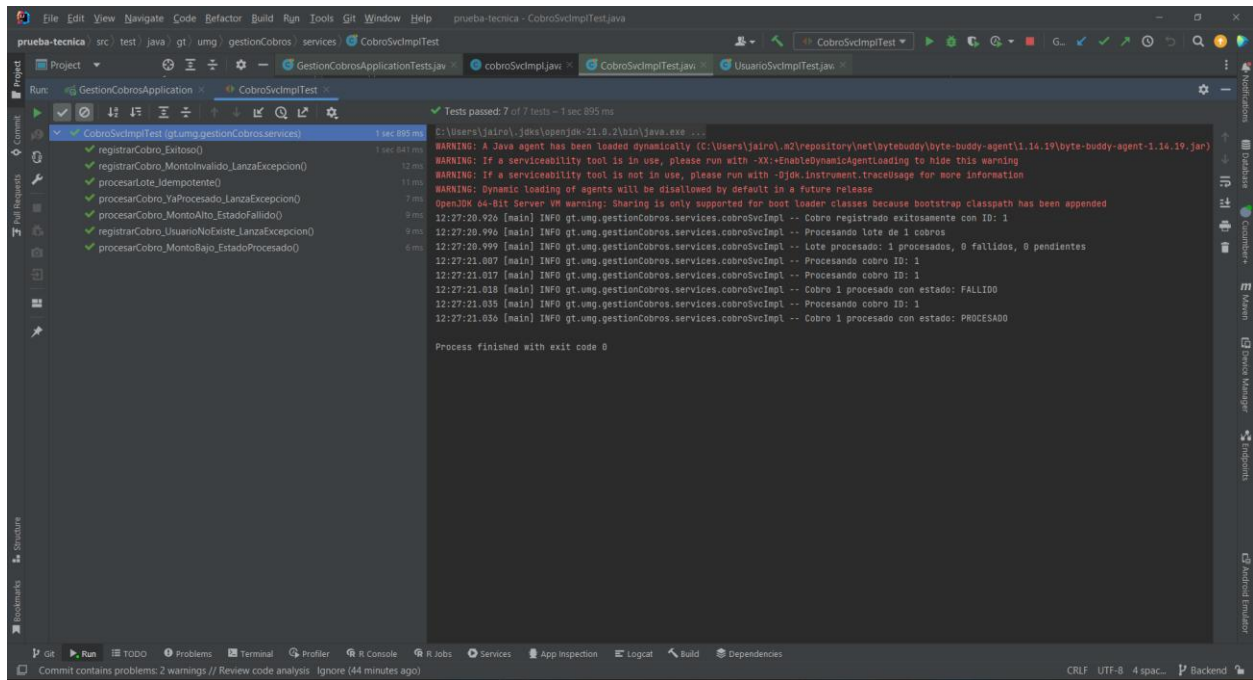 File Edit View Navigate Code Refactor Build Run Tools Git Window Help prueba-tecnica - CobroSvcImplTest.java
prueba-tecnica src test java gt umg gestionCobros services CobroSvcImplTest CobroSvcImplTest G..
Project GestionCobrosApplicationTests.jav cobroSvcImpl.java CobroSvcImplTest.java UsuarioSvcImplTest.java
Run: GestionCobrosApplication CobroSvcImplTest
Tests passed: 7 of 7 tests – 1 sec 895 ms
CobroSvcImplTest (gt.umg.gestionCobros.services) 1 sec 895 ms
registrarCobro_Exitoso() 1 sec 841 ms
registrarCobro_MontoInvalido_LanzaExcepcion() 12 ms
procesarLote_Idempotente() 11 ms
procesarCobro_YaProcesado_LanzaExcepcion() 7 ms
procesarCobro_MontoAlto_EstadoFallido() 9 ms
registrarCobro_UsuarioNoExiste_LanzaExcepcion() 9 ms
procesarCobro_MontoBajo_EstadoProcesado() 6 ms
C:\Users\jairo\.jdks\openjdk-21.0.2\bin\java.exe ...
WARNING: A Java agent has been loaded dynamically (C:\Users\jairo\.m2\repository\net\bytebuddy\byte-buddy-agent\1.14.19\byte-buddy-agent-1.14.19.jar)
WARNING: If a serviceability tool is in use, please run with -XX:+EnableDynamicAgentLoading to hide this warning
WARNING: If a serviceability tool is not in use, please run with -Djdk.instrument.traceUsage for more information
WARNING: Dynamic loading of agents will be disallowed by default in a future release
OpenJDK 64-Bit Server VM warning: Sharing is only supported for boot loader classes because bootstrap classpath has been appended
12:27:20.926 [main] INFO gt.umg.gestionCobros.services.cobroSvcImpl -- Cobro registrado exitosamente con ID: 1
12:27:20.996 [main] INFO gt.umg.gestionCobros.services.cobroSvcImpl -- Procesando lote de 1 cobros
12:27:20.999 [main] INFO gt.umg.gestionCobros.services.cobroSvcImpl -- Lote procesado: 1 procesados, 0 fallidos, 0 pendientes
12:27:21.007 [main] INFO gt.umg.gestionCobros.services.cobroSvcImpl -- Procesando cobro ID: 1
12:27:21.017 [main] INFO gt.umg.gestionCobros.services.cobroSvcImpl -- Procesando cobro ID: 1
12:27:21.018 [main] INFO gt.umg.gestionCobros.services.cobroSvcImpl -- Cobro 1 procesado con estado: FALLIDO
12:27:21.035 [main] INFO gt.umg.gestionCobros.services.cobroSvcImpl -- Procesando cobro ID: 1
12:27:21.036 [main] INFO gt.umg.gestionCobros.services.cobroSvcImpl -- Cobro 1 procesado con estado: PROCESADO
Process finished with exit code 0
Project
Commit
Pull Requests
Structure
Bookmarks
Notifications
Database
Cucumber+
Maven
Device Manager
Endpoints
Android Emulator
Git Run TODO Problems Terminal Profiler R Console R Jobs Services App Inspection Logcat Build Dependencies
Commit contains problems: 2 warnings // Review code analysis Ignore (44 minutes ago) CRLF UTF-8 4 spac... Backend